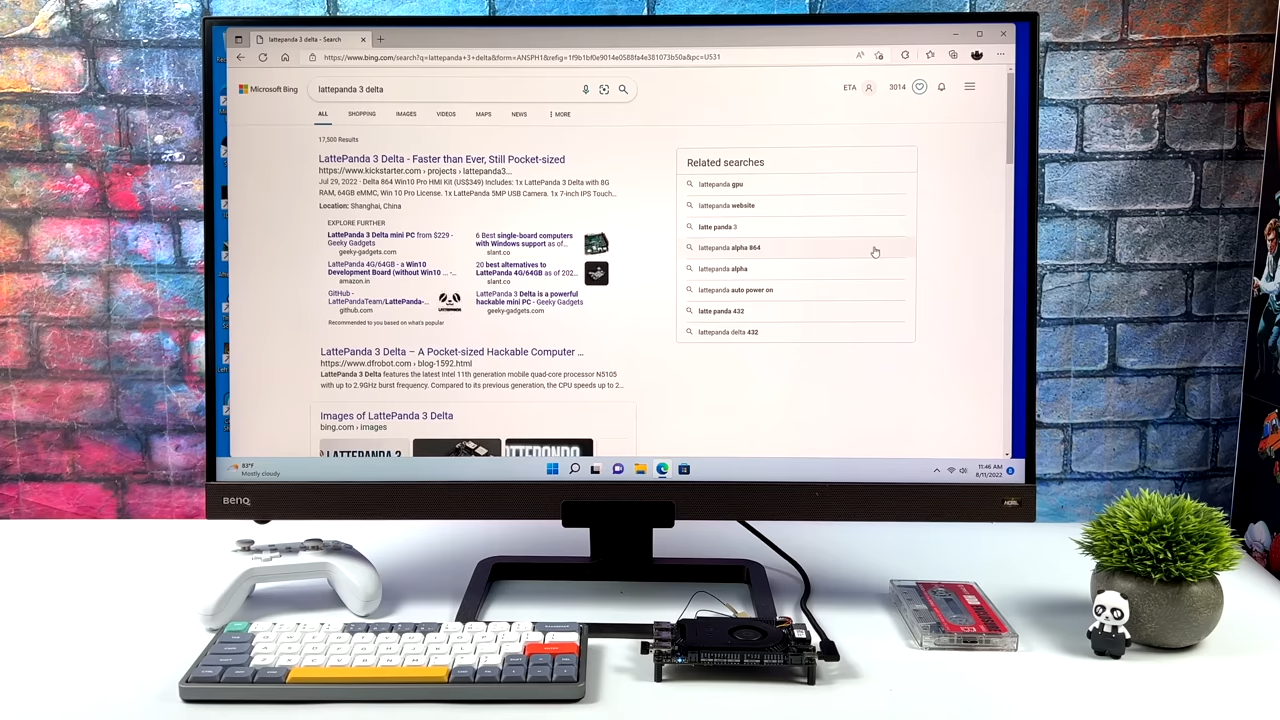 lattepanda 3 delta - Search
https://www.bing.com/search?q=lattepanda+3+delta&form=ANSPH1&refig=1f9b1bf0e9014e0588fa4e381073b50a&pc=U531
Microsoft Bing
lattepanda 3 delta
ETA
3014
ALL
SHOPPING
IMAGES
VIDEOS
MAPS
NEWS
MORE
17,500 Results
LattePanda 3 Delta - Faster than Ever, Still Pocket-sized
https://www.kickstarter.com › projects › lattepanda3...
Jul 29, 2022 · Delta 864 Win10 Pro HMI Kit (US$349) Includes: 1x LattePanda 3 Delta with 8G
RAM, 64GB eMMC, Win 10 Pro License. 1x LattePanda 5MP USB Camera. 1x 7-inch IPS Touch...
Location: Shanghai, China
EXPLORE FURTHER
LattePanda 3 Delta mini PC from $229 -
Geeky Gadgets
geeky-gadgets.com
LattePanda 4G/64GB - a Win10
Development Board (without Win10 ... -...
amazon.in
GitHub -
LattePandaTeam/LattePanda-...
github.com
6 Best single-board computers
with Windows support as of...
slant.co
20 best alternatives to
LattePanda 4G/64GB as of 202...
slant.co
LattePanda 3 Delta is a powerful
hackable mini PC - Geeky Gadgets
geeky-gadgets.com
Recommended to you based on what's popular
LattePanda 3 Delta – A Pocket-sized Hackable Computer ...
https://www.dfrobot.com › blog-1592.html
LattePanda 3 Delta features the latest Intel 11th generation mobile quad-core processor N5105
with up to 2.9GHz burst frequency. Compared to its previous generation, the CPU speeds up to 2...
Images of LattePanda 3 Delta
bing.com › images
LATTEPANDA 3
Related searches
lattepanda gpu
lattepanda website
latte panda 3
lattepanda alpha 864
lattepanda alpha
lattepanda auto power on
latte panda 432
lattepanda delta 432
83°F
Mostly cloudy
11:46 AM
8/11/2022
BenQ